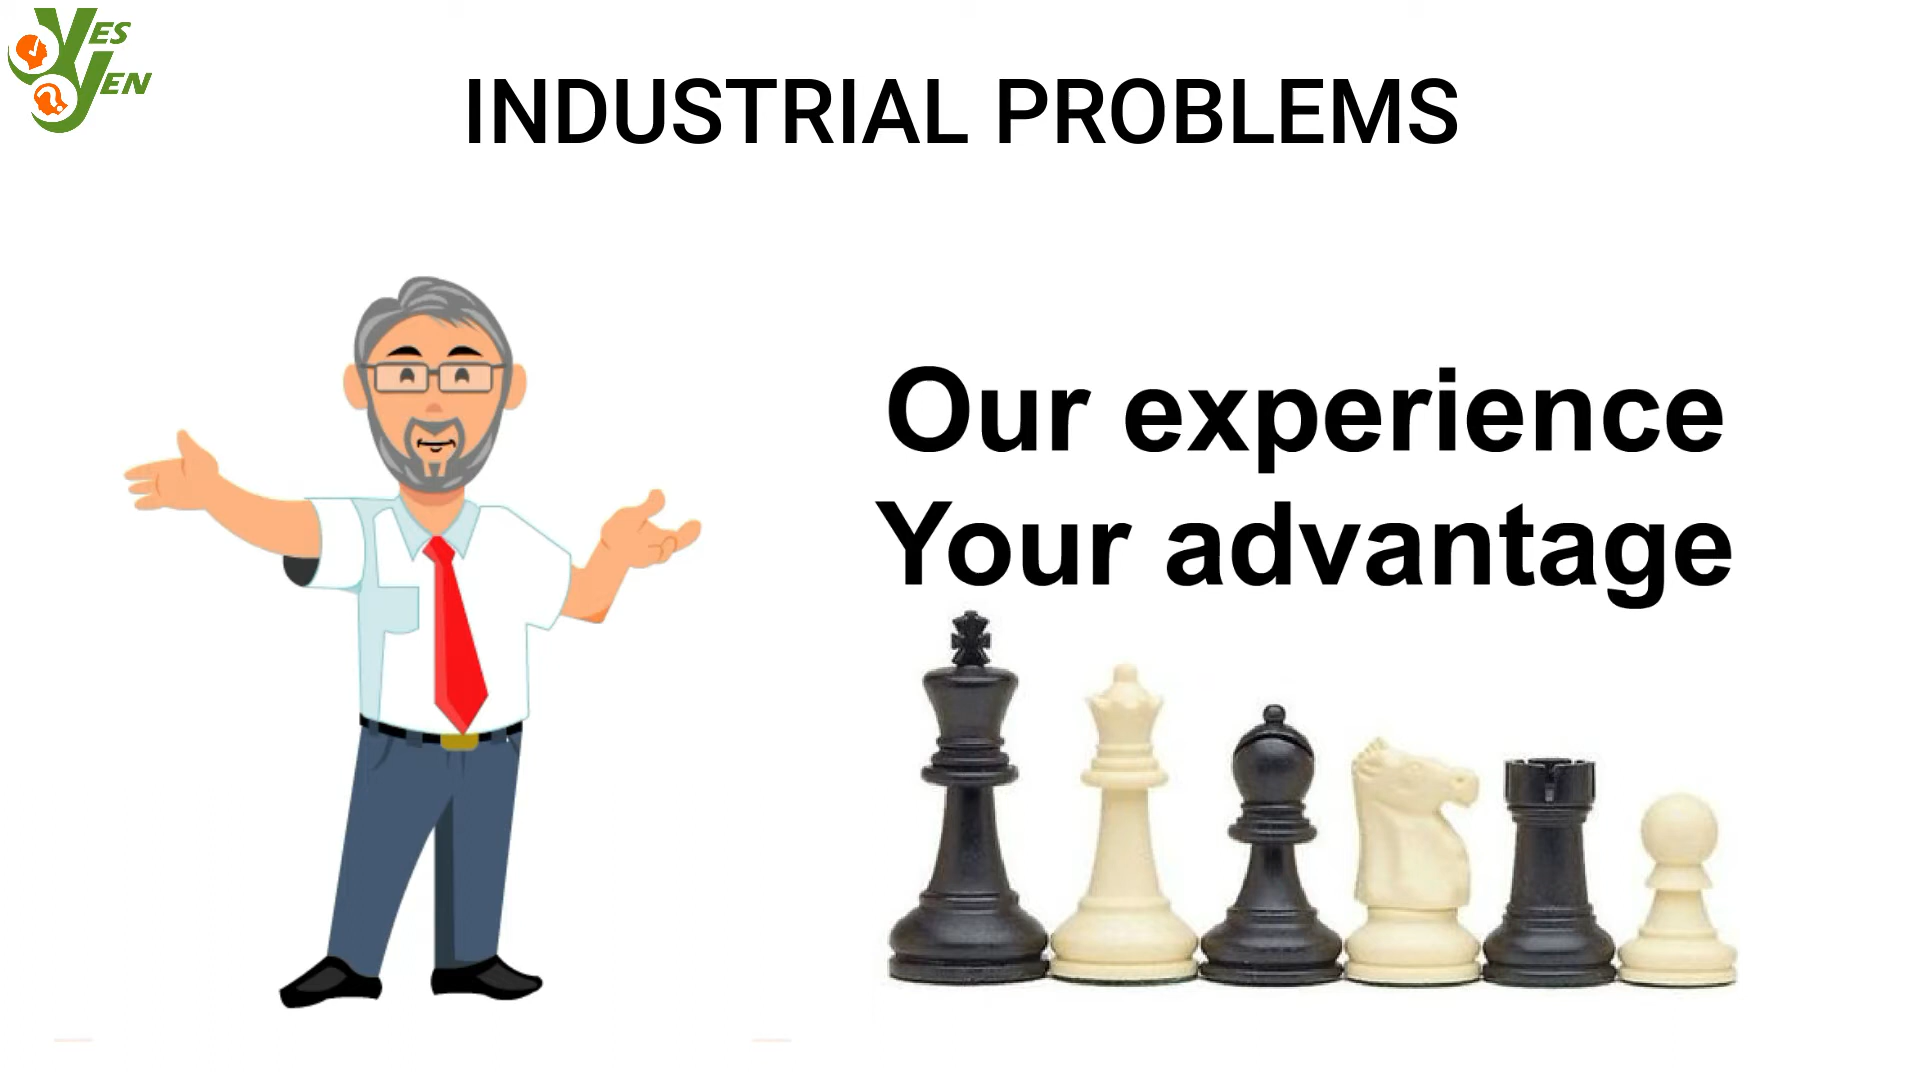 YES
YEN
INDUSTRIAL PROBLEMS
Our experience
Your advantage